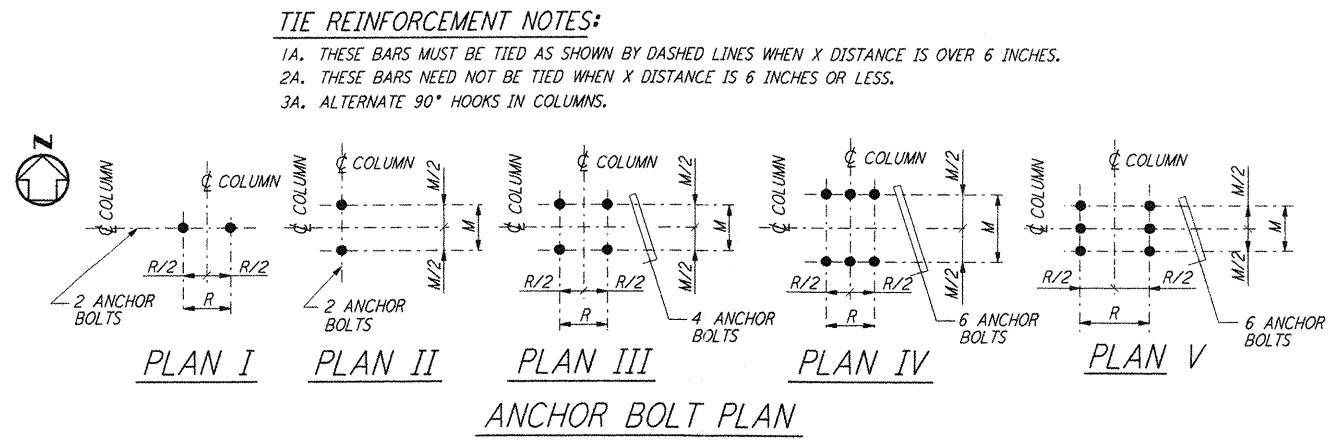 TIE REINFORCEMENT NOTES:
1A. THESE BARS MUST BE TIED AS SHOWN BY DASHED LINES WHEN X DISTANCE IS OVER 6 INCHES.
2A. THESE BARS NEED NOT BE TIED WHEN X DISTANCE IS 6 INCHES OR LESS.
3A. ALTERNATE 90° HOOKS IN COLUMNS.
N
℄ COLUMN
℄ COLUMN
R/2
R/2
R
2 ANCHOR
BOLTS
PLAN I
℄ COLUMN
℄ COLUMN
M/2
M
M/2
2 ANCHOR
BOLTS
PLAN II
℄ COLUMN
℄ COLUMN
M/2
M
M/2
R/2
R/2
R
4 ANCHOR
BOLTS
PLAN III
℄ COLUMN
℄ COLUMN
M/2
M
M/2
R/2
R/2
R
6 ANCHOR
BOLTS
PLAN IV
℄ COLUMN
℄ COLUMN
M/2
M
M/2
R/2
R/2
R
6 ANCHOR
BOLTS
PLAN V
ANCHOR BOLT PLAN